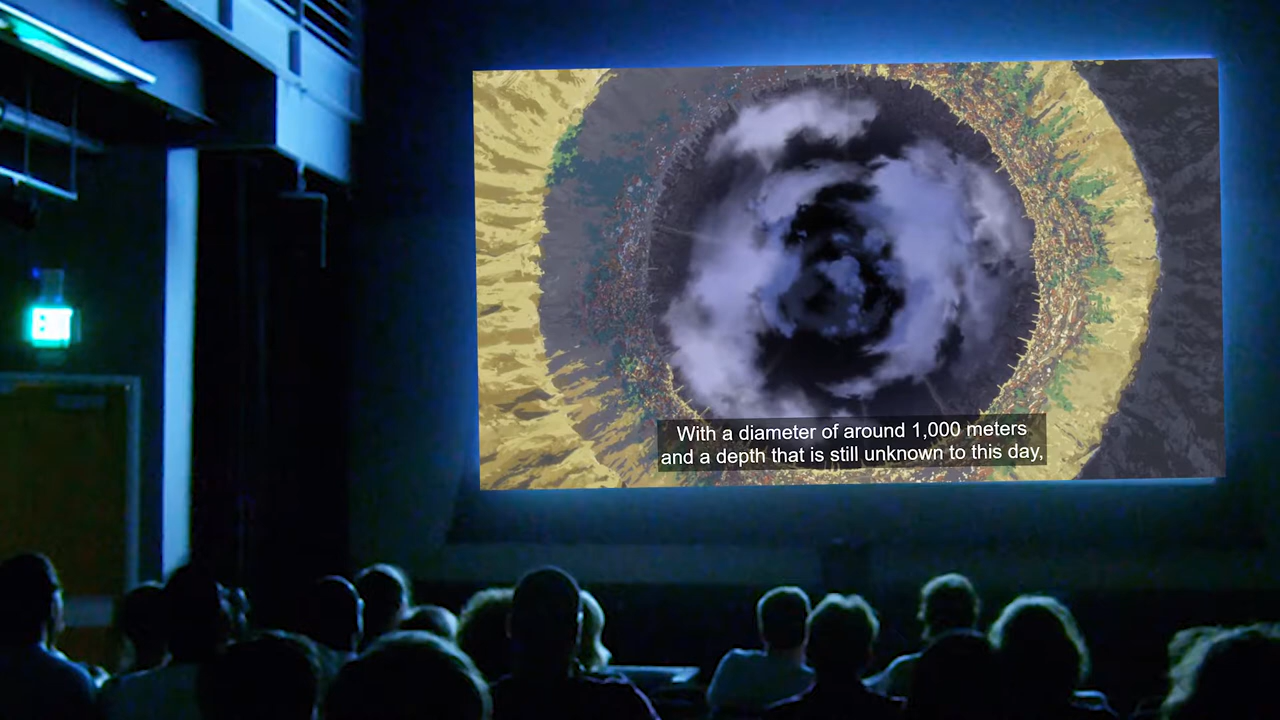 With a diameter of around 1,000 meters
and a depth that is still unknown to this day,